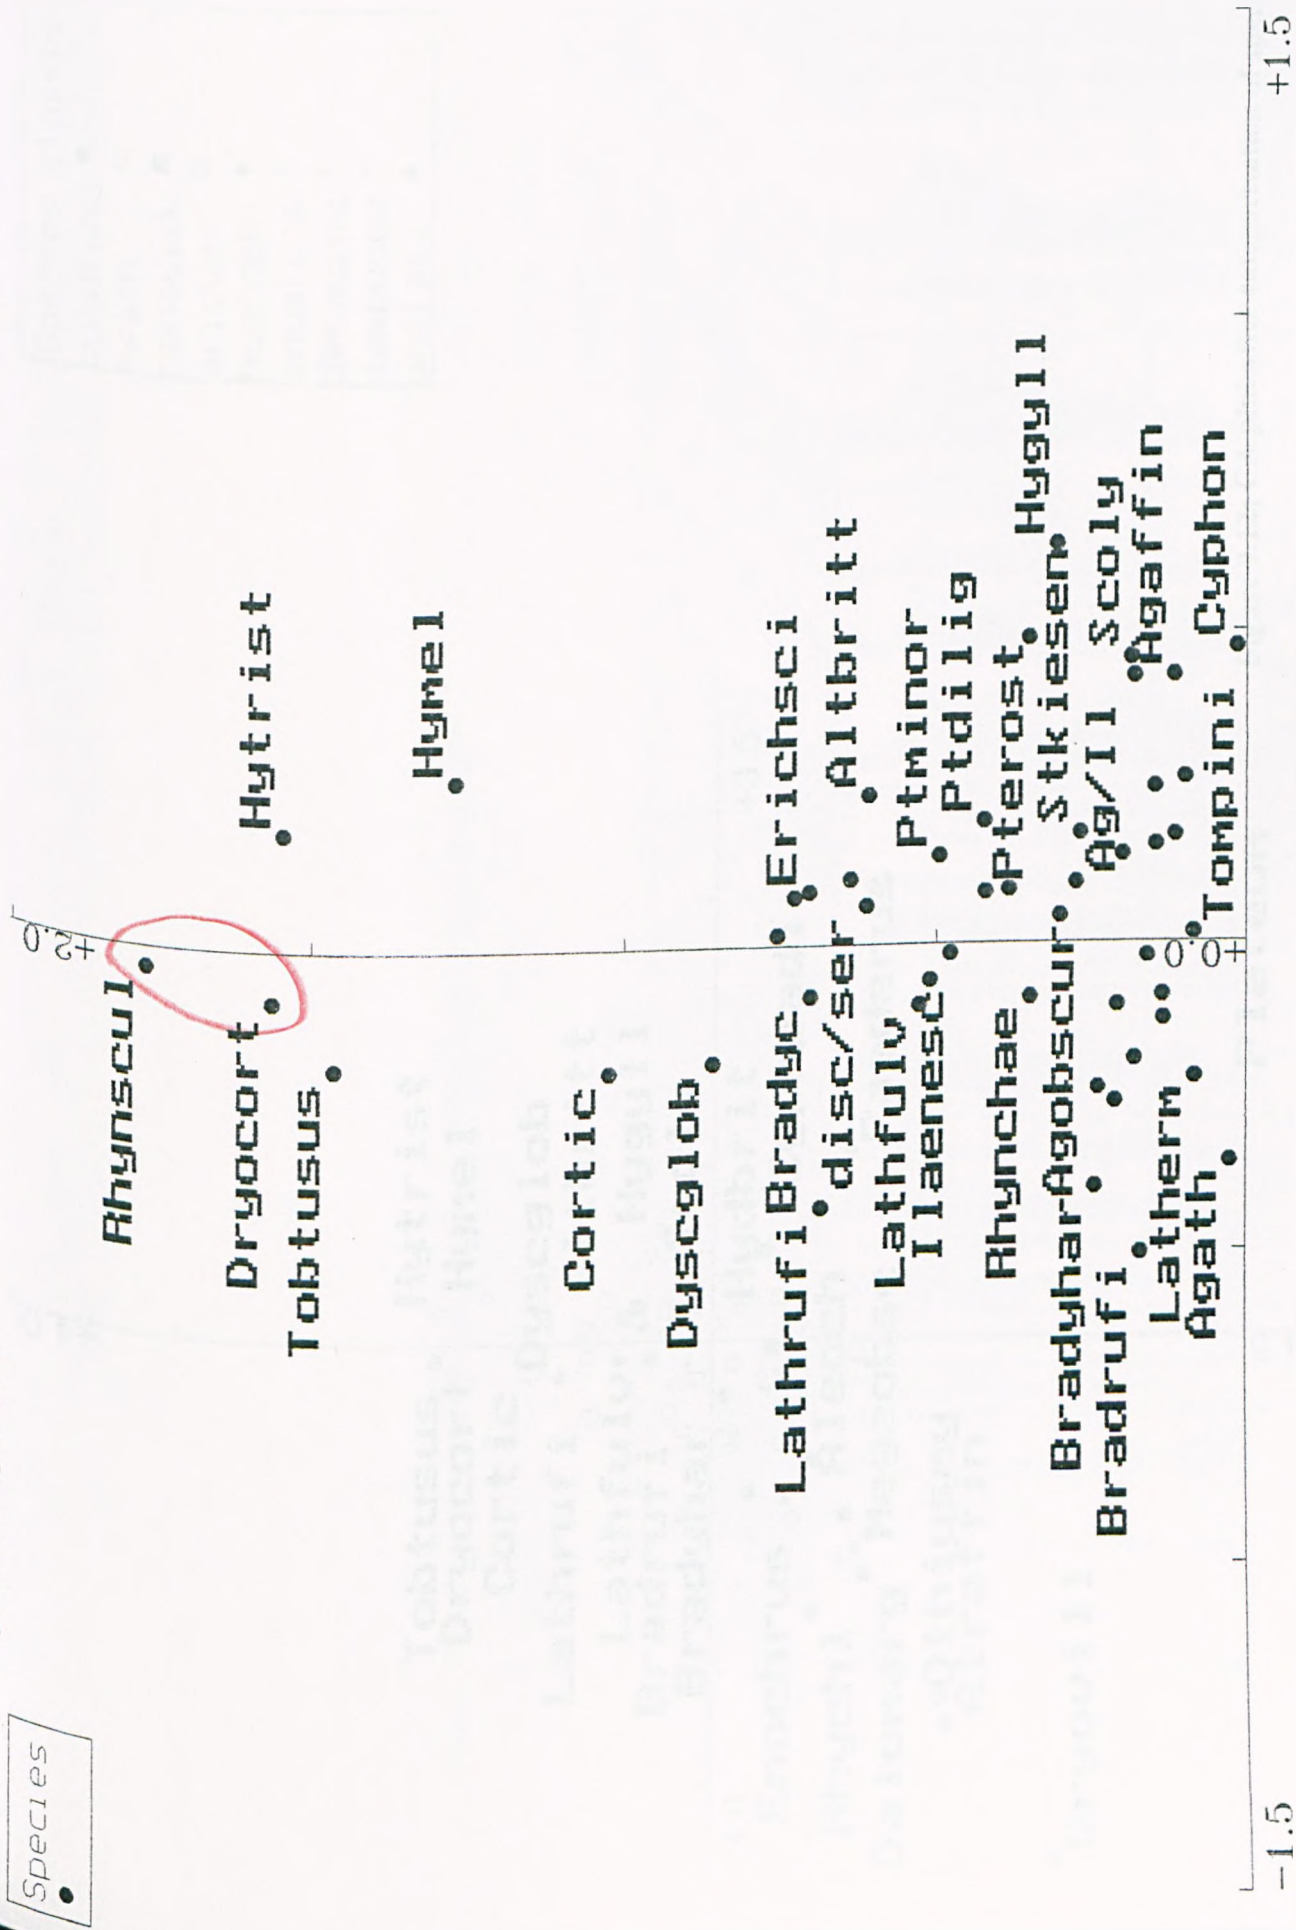 Species
+2.0
Rhynscul
Dryocort
Hytrist
Tobtusus
Hymel
Cortic
Dyscglob
Lathrufi
Bradyc
Erichsci
disc/ser
Altbritt
Lathfulv
Ilaenesc
Ptminor
Ptdilig
Rhynchae
Pterost
Hygyll
Bradyhar
Agobscur
Stkiesen
Bradrufi
Ag/Il
Scoly
Latherm
Agaffin
Agath
Tompini
Cyphon
+0.0
-1.5
+1.5